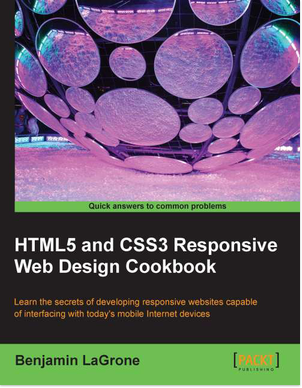 Quick answers to common problems
HTML5 and CSS3 Responsive
Web Design Cookbook
Learn the secrets of developing responsive websites capable
of interfacing with today's mobile Internet devices
Benjamin LaGrone
[PACKT]
PUBLISHING